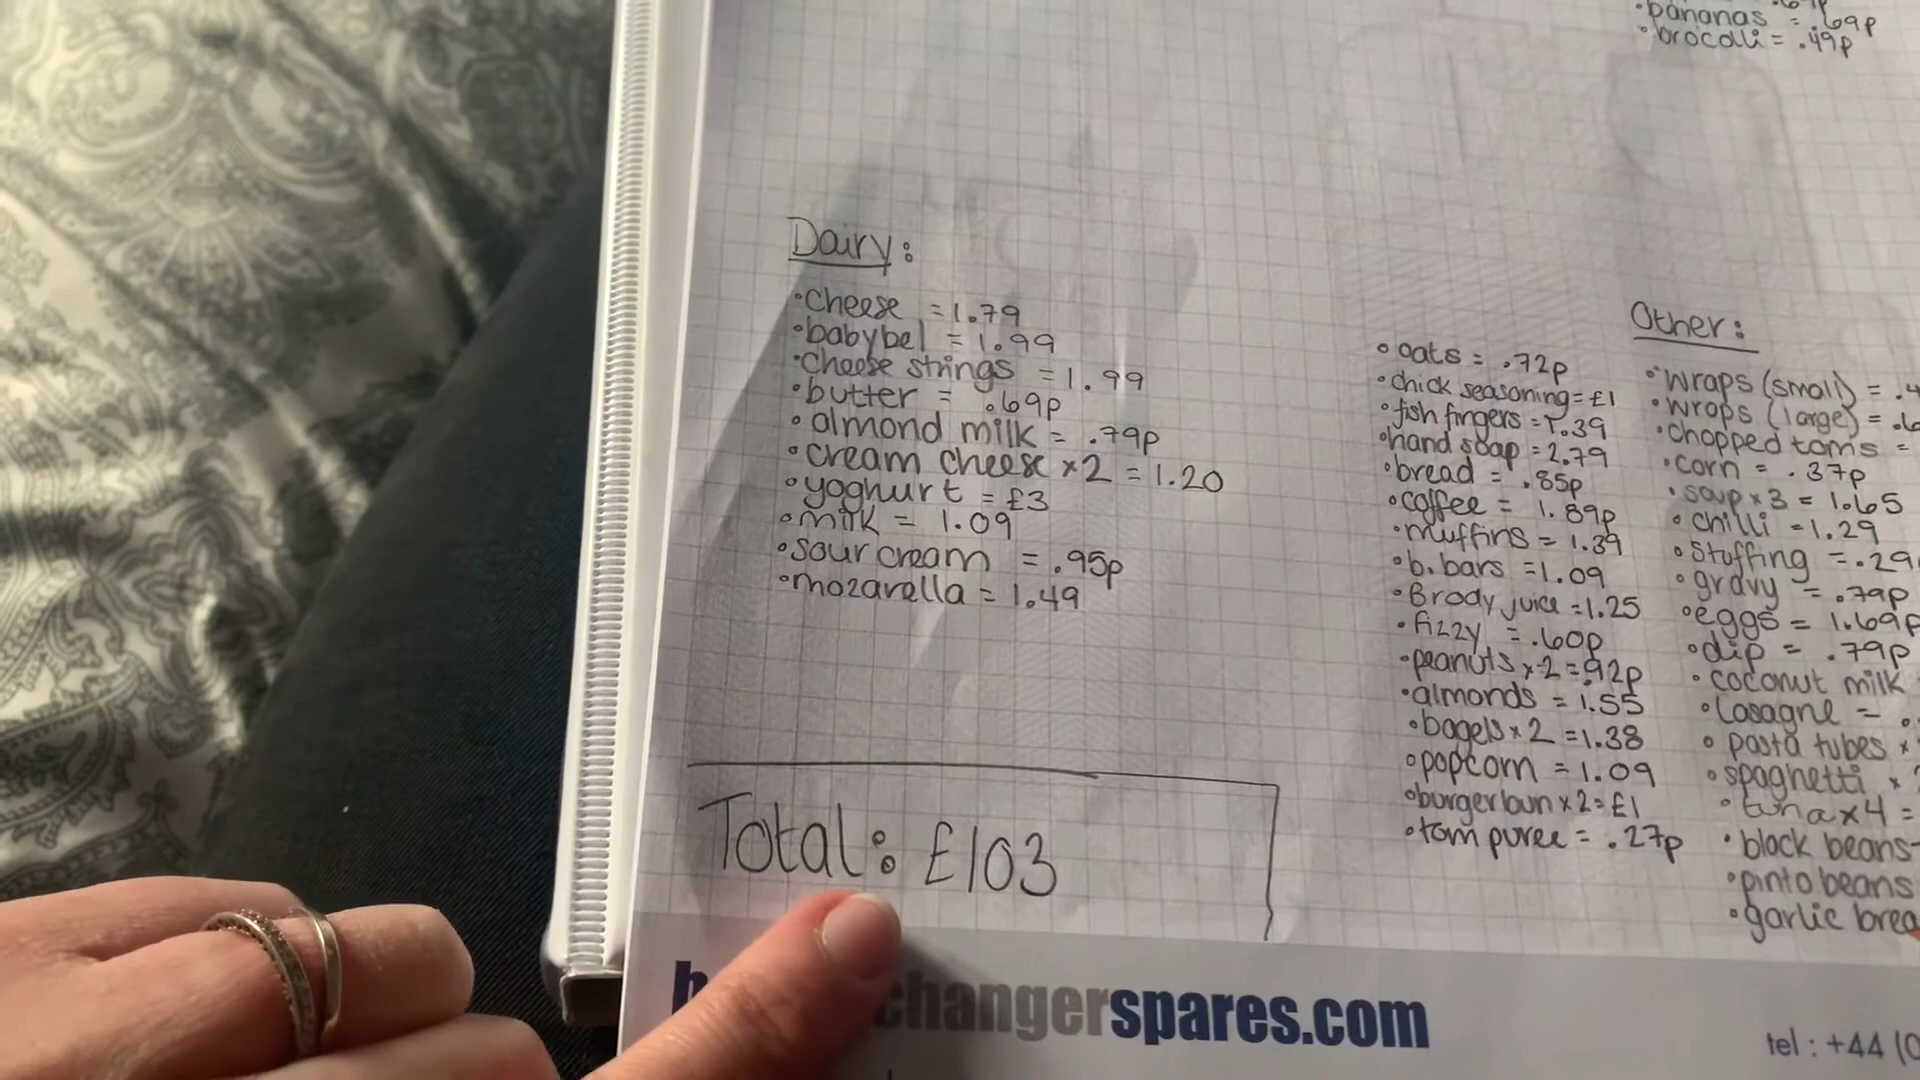 •bananas = .69p
•brocolli = .49p
Dairy:
•cheese = 1.79
•babybel = 1.99
•cheese strings = 1.99
•butter = .69p
•almond milk = .79p
•cream cheese x2 = 1.20
•yoghurt = £3
•milk = 1.09
•sour cream = .95p
•mozarella = 1.49
Total: £103
Other:
•oats = .72p
•chick seasoning = £1
•fish fingers = 1.39
•hand soap = 2.79
•bread = .85p
•coffee = 1.89p
•muffins = 1.39
•b.bars = 1.09
•Brody juice = 1.25
•fizzy = .60p
•peanuts x2 = .92p
•almonds = 1.55
•bagels x2 = 1.38
•popcorn = 1.09
•burger bun x2 = £1
•tom puree = .27p
•wraps (small) = .4
•wraps (large) = .6
•chopped toms =
•corn = .37p
•soup x3 = 1.65
•chilli = 1.29
•stuffing = .29
•gravy = .79p
•eggs = 1.69p
•dip = .79p
•coconut milk
•lasagne = .
•pasta tubes x
•spaghetti x
•tuna x4 =
•black beans
•pinto beans
•garlic brea
changerspares.com
tel : +44 (0